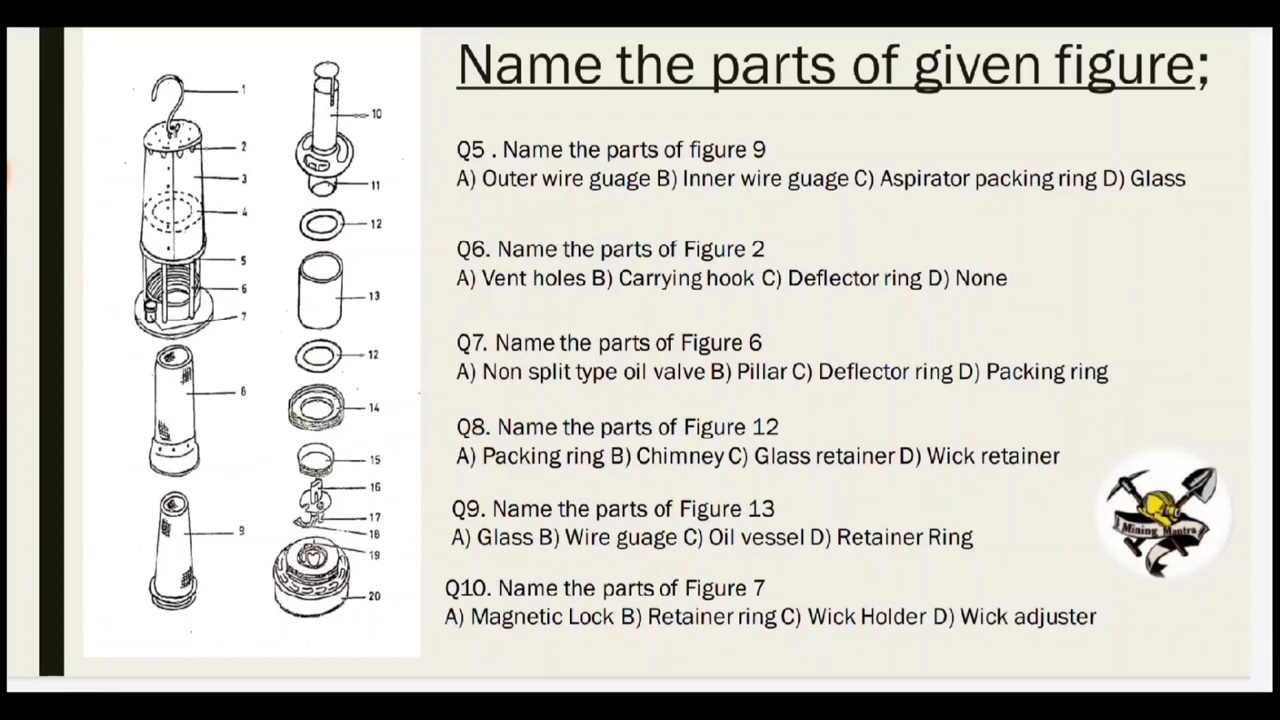 Name the parts of given figure;
Q5 . Name the parts of figure 9
A) Outer wire guage B) Inner wire guage C) Aspirator packing ring D) Glass
Q6. Name the parts of Figure 2
A) Vent holes B) Carrying hook C) Deflector ring D) None
Q7. Name the parts of Figure 6
A) Non split type oil valve B) Pillar C) Deflector ring D) Packing ring
Q8. Name the parts of Figure 12
A) Packing ring B) Chimney C) Glass retainer D) Wick retainer
Q9. Name the parts of Figure 13
A) Glass B) Wire guage C) Oil vessel D) Retainer Ring
Q10. Name the parts of Figure 7
A) Magnetic Lock B) Retainer ring C) Wick Holder D) Wick adjuster
1
2
3
4
5
6
7
8
9
10
11
12
13
12
14
15
16
17
18
19
20
Mining Mantra